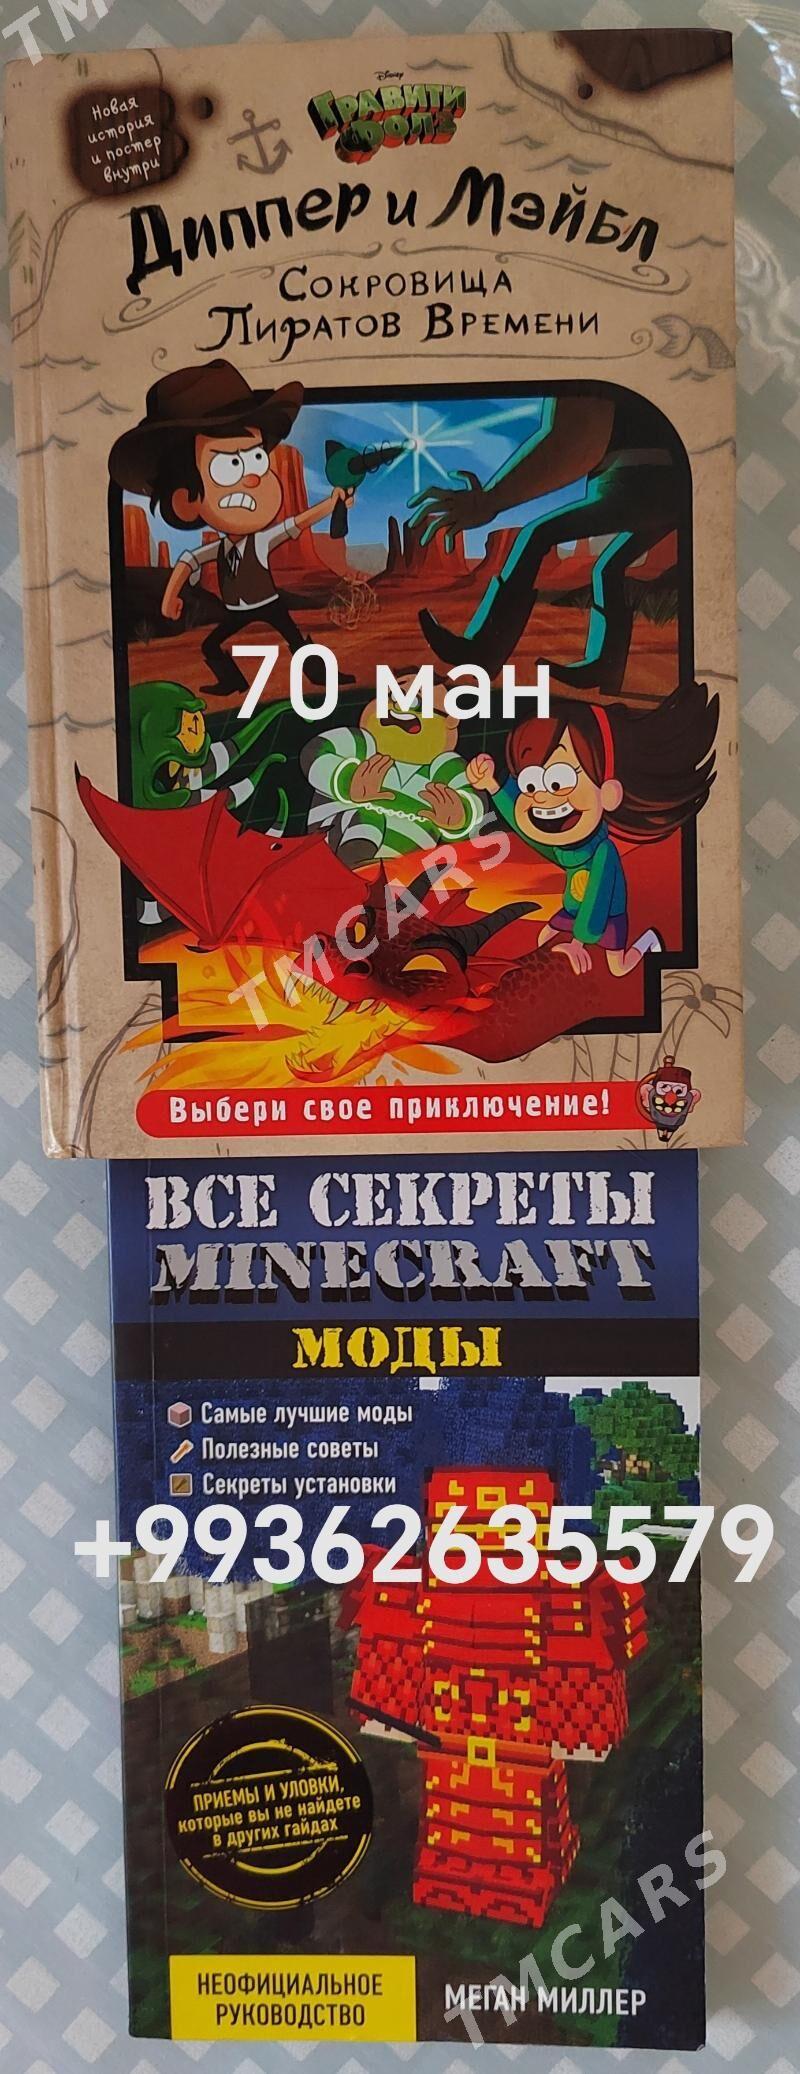 TM
Новая
история
и постер
внутри
Disney
ГРАВИТИ
ФОЛЗ
Диппер и Мэйбл
Сокровища
Пиратов Времени
70 ман
TMCARS
Выбери свое приключение!
ВСЕ СЕКРЕТЫ
MINECRAFT
МОДЫ
Самые лучшие моды
Полезные советы
Секреты установки
+99362635579
ПРИЕМЫ И УЛОВКИ,
которые вы не найдете
в других гайдах
TMCARS
НЕОФИЦИАЛЬНОЕ
РУКОВОДСТВО
МЕГАН МИЛЛЕР